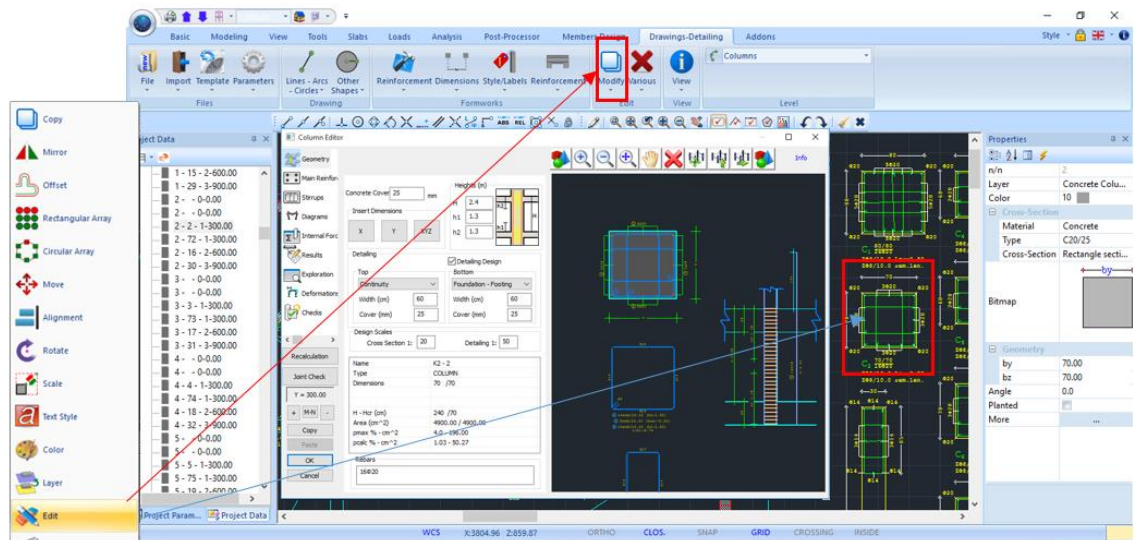 Basic Modeling View Tools Slabs Loads Analysis Post-Processor Members Design Drawings-Detailing Addons Style
File Import Template Parameters
Lines - Arcs - Circles Other Shapes
Reinforcement Dimensions Style/Labels Reinforcement
Modify Various
View
Columns
Files Drawing Formworks Edit View Level
Copy
Mirror
Offset
Rectangular Array
Circular Array
Move
Alignment
Rotate
Scale
Text Style
Color
Layer
Edit
ject Data
1 - 15 - 2-600.00
1 - 29 - 3-900.00
2 - - 0-0.00
2 - - 0-0.00
2 - 2 - 1-300.00
2 - 72 - 1-300.00
2 - 16 - 2-600.00
2 - 30 - 3-900.00
3 - - 0-0.00
3 - - 0-0.00
3 - 3 - 1-300.00
3 - 73 - 1-300.00
3 - 17 - 2-600.00
3 - 31 - 3-900.00
4 - - 0-0.00
4 - 4 - 1-300.00
4 - 74 - 1-300.00
4 - 18 - 2-600.00
4 - 32 - 3-900.00
5 - - 0-0.00
5 - - 0-0.00
5 - 5 - 1-300.00
5 - 75 - 1-300.00
5 - 19 - 2-600.00
Project Param... Project Data
Column Editor
Geometry
Main Reinfor
Stirrups
Diagrams
Internal Forc
Results
Exploration
Deformations
Checks
Recalculation
Joint Check
Y = 300.00
+ M-N -
Copy
Paste
OK
Cancel
Concrete Cover 25 mm
Heights (m)
H 2.4
h1 1.3
h2 1.3
Insert Dimensions
X Y XYZ
Detailing
Detailing Design
Top Bottom
Continuity Foundation - Footing
Width (cm) 60 Width (cm) 60
Cover (mm) 25 Cover (mm) 25
Design Scales
Cross Section 1: 20 Detailing 1: 50
Name K2 - 2
Type COLUMN
Dimensions 70 /70
H - Hcr (cm) 240 /70
Area (cm^2) 4900.00 / 4900.00
pmax % - cm^2 4.0 - 196.00
pcalc % - cm^2 1.03 - 50.27
Rebars
16Φ20
Info
Properties
n/n 2
Layer Concrete Colu...
Color 10
Cross-Section
Material Concrete
Type C20/25
Cross-Section Rectangle secti...
by
Bitmap
Geometry
by 70.00
bz 70.00
Angle 0.0
Planted
More ...
WCS X:3804.96 Z:859.87 ORTHO CLOS. SNAP GRID CROSSING INSIDE